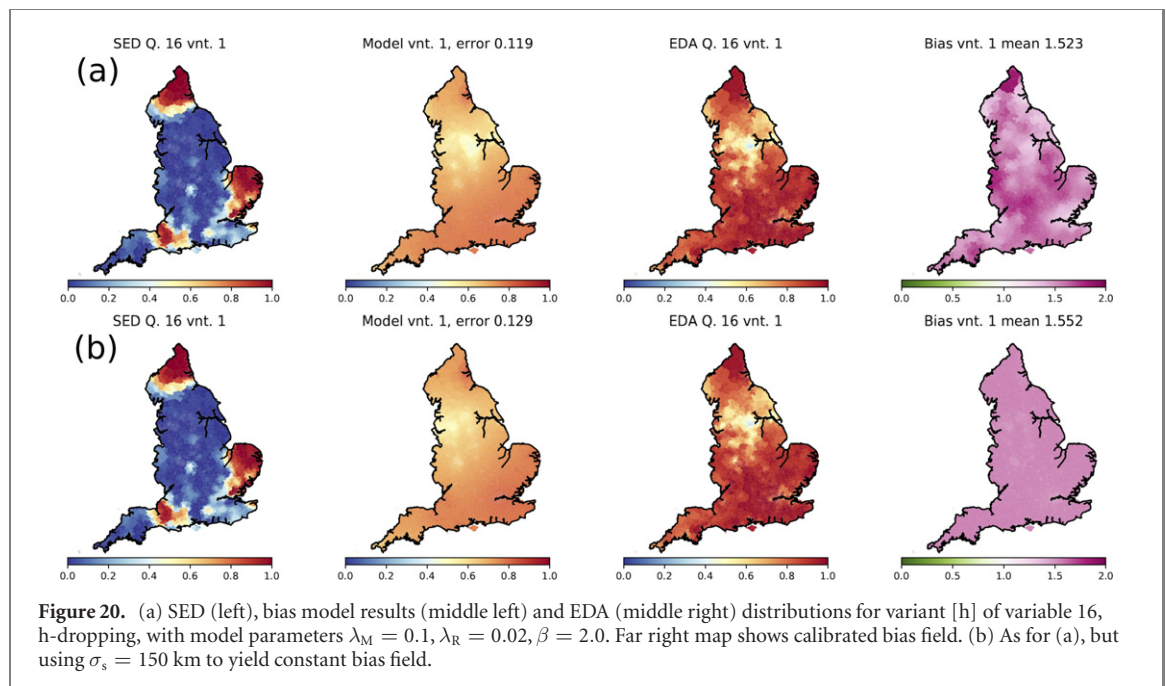 SED Q. 16 vnt. 1 Model vnt. 1, error 0.119 EDA Q. 16 vnt. 1 Bias vnt. 1 mean 1.523
(a)
0.0 0.2 0.4 0.6 0.8 1.0 0.0 0.2 0.4 0.6 0.8 1.0 0.0 0.2 0.4 0.6 0.8 1.0 0.0 0.5 1.0 1.5 2.0
SED Q. 16 vnt. 1 Model vnt. 1, error 0.129 EDA Q. 16 vnt. 1 Bias vnt. 1 mean 1.552
(b)
0.0 0.2 0.4 0.6 0.8 1.0 0.0 0.2 0.4 0.6 0.8 1.0 0.0 0.2 0.4 0.6 0.8 1.0 0.0 0.5 1.0 1.5 2.0
Figure 20. (a) SED (left), bias model results (middle left) and EDA (middle right) distributions for variant [h] of variable 16,
h-dropping, with model parameters λM = 0.1, λR = 0.02, β = 2.0. Far right map shows calibrated bias field. (b) As for (a), but
using σs = 150 km to yield constant bias field.